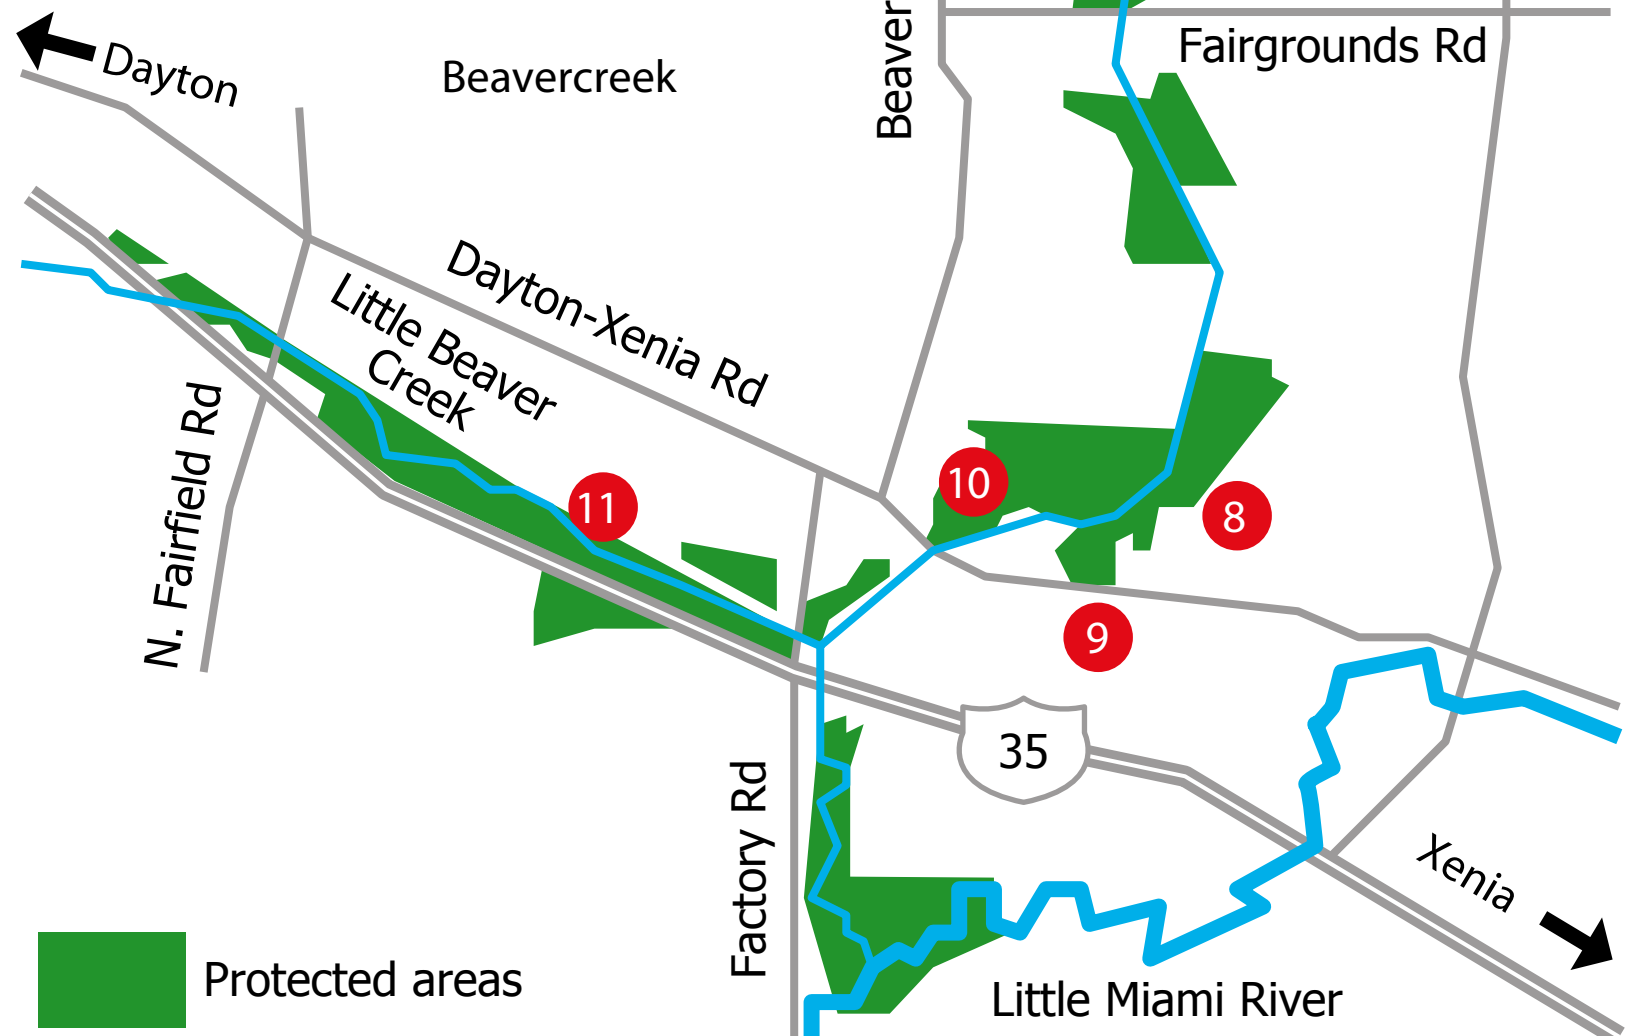 Fairgrounds Rd
Dayton
Beavercreek
Beaver
Dayton-Xenia Rd
Little Beaver
Creek
N. Fairfield Rd
10
11
8
9
35
Factory Rd
Xenia
Protected areas
Little Miami River